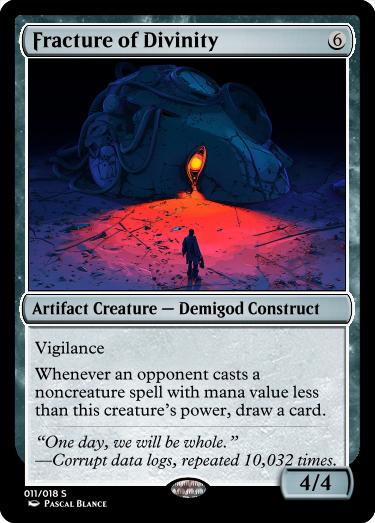 Fracture of Divinity 6
Artifact Creature — Demigod Construct
Vigilance
Whenever an opponent casts a
noncreature spell with mana value less
than this creature's power, draw a card.
“One day, we will be whole.”
—Corrupt data logs, repeated 10,032 times.
4/4
011/018 S
Pascal Blance